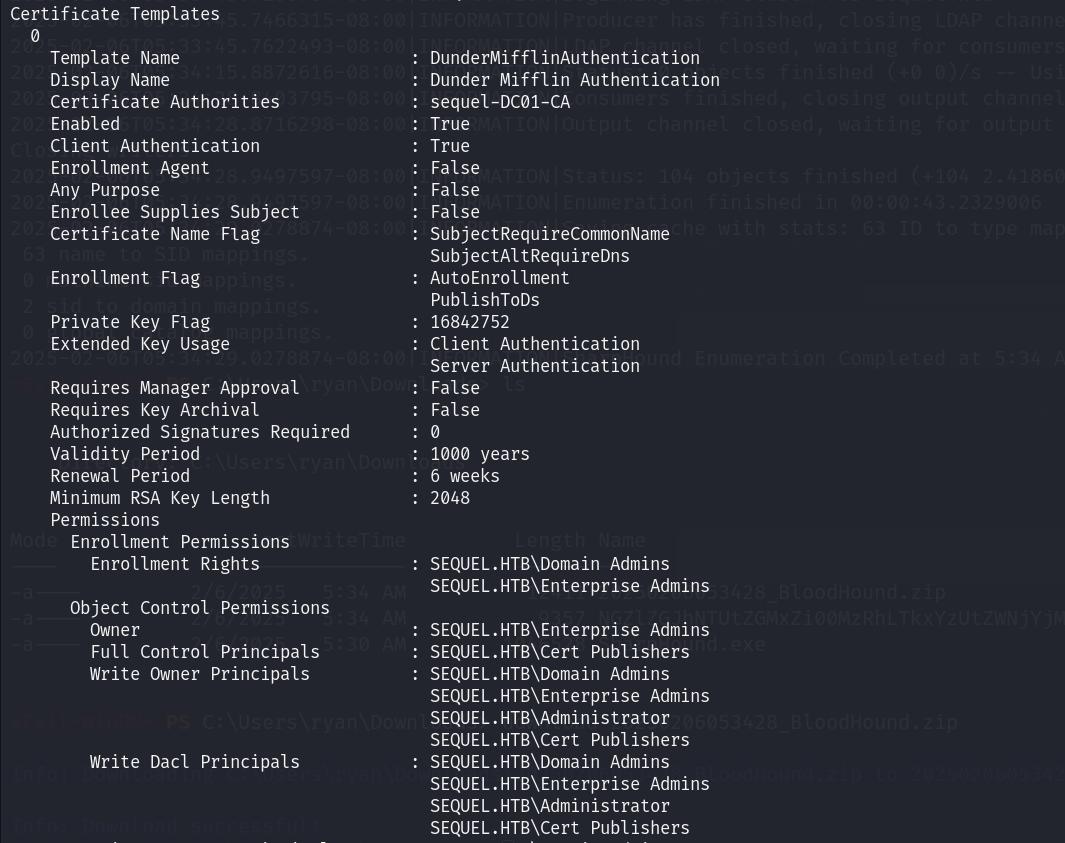 Certificate Templates
0
Template Name : DunderMifflinAuthentication
Display Name : Dunder Mifflin Authentication
Certificate Authorities : sequel-DC01-CA
Enabled : True
Client Authentication : True
Enrollment Agent : False
Any Purpose : False
Enrollee Supplies Subject : False
Certificate Name Flag : SubjectRequireCommonName
SubjectAltRequireDns
Enrollment Flag : AutoEnrollment
PublishToDs
Private Key Flag : 16842752
Extended Key Usage : Client Authentication
Server Authentication
Requires Manager Approval : False
Requires Key Archival : False
Authorized Signatures Required : 0
Validity Period : 1000 years
Renewal Period : 6 weeks
Minimum RSA Key Length : 2048
Permissions
Enrollment Permissions
Enrollment Rights : SEQUEL.HTB\Domain Admins
SEQUEL.HTB\Enterprise Admins
Object Control Permissions
Owner : SEQUEL.HTB\Enterprise Admins
Full Control Principals : SEQUEL.HTB\Cert Publishers
Write Owner Principals : SEQUEL.HTB\Domain Admins
SEQUEL.HTB\Enterprise Admins
SEQUEL.HTB\Administrator
SEQUEL.HTB\Cert Publishers
Write Dacl Principals : SEQUEL.HTB\Domain Admins
SEQUEL.HTB\Enterprise Admins
SEQUEL.HTB\Administrator
SEQUEL.HTB\Cert Publishers